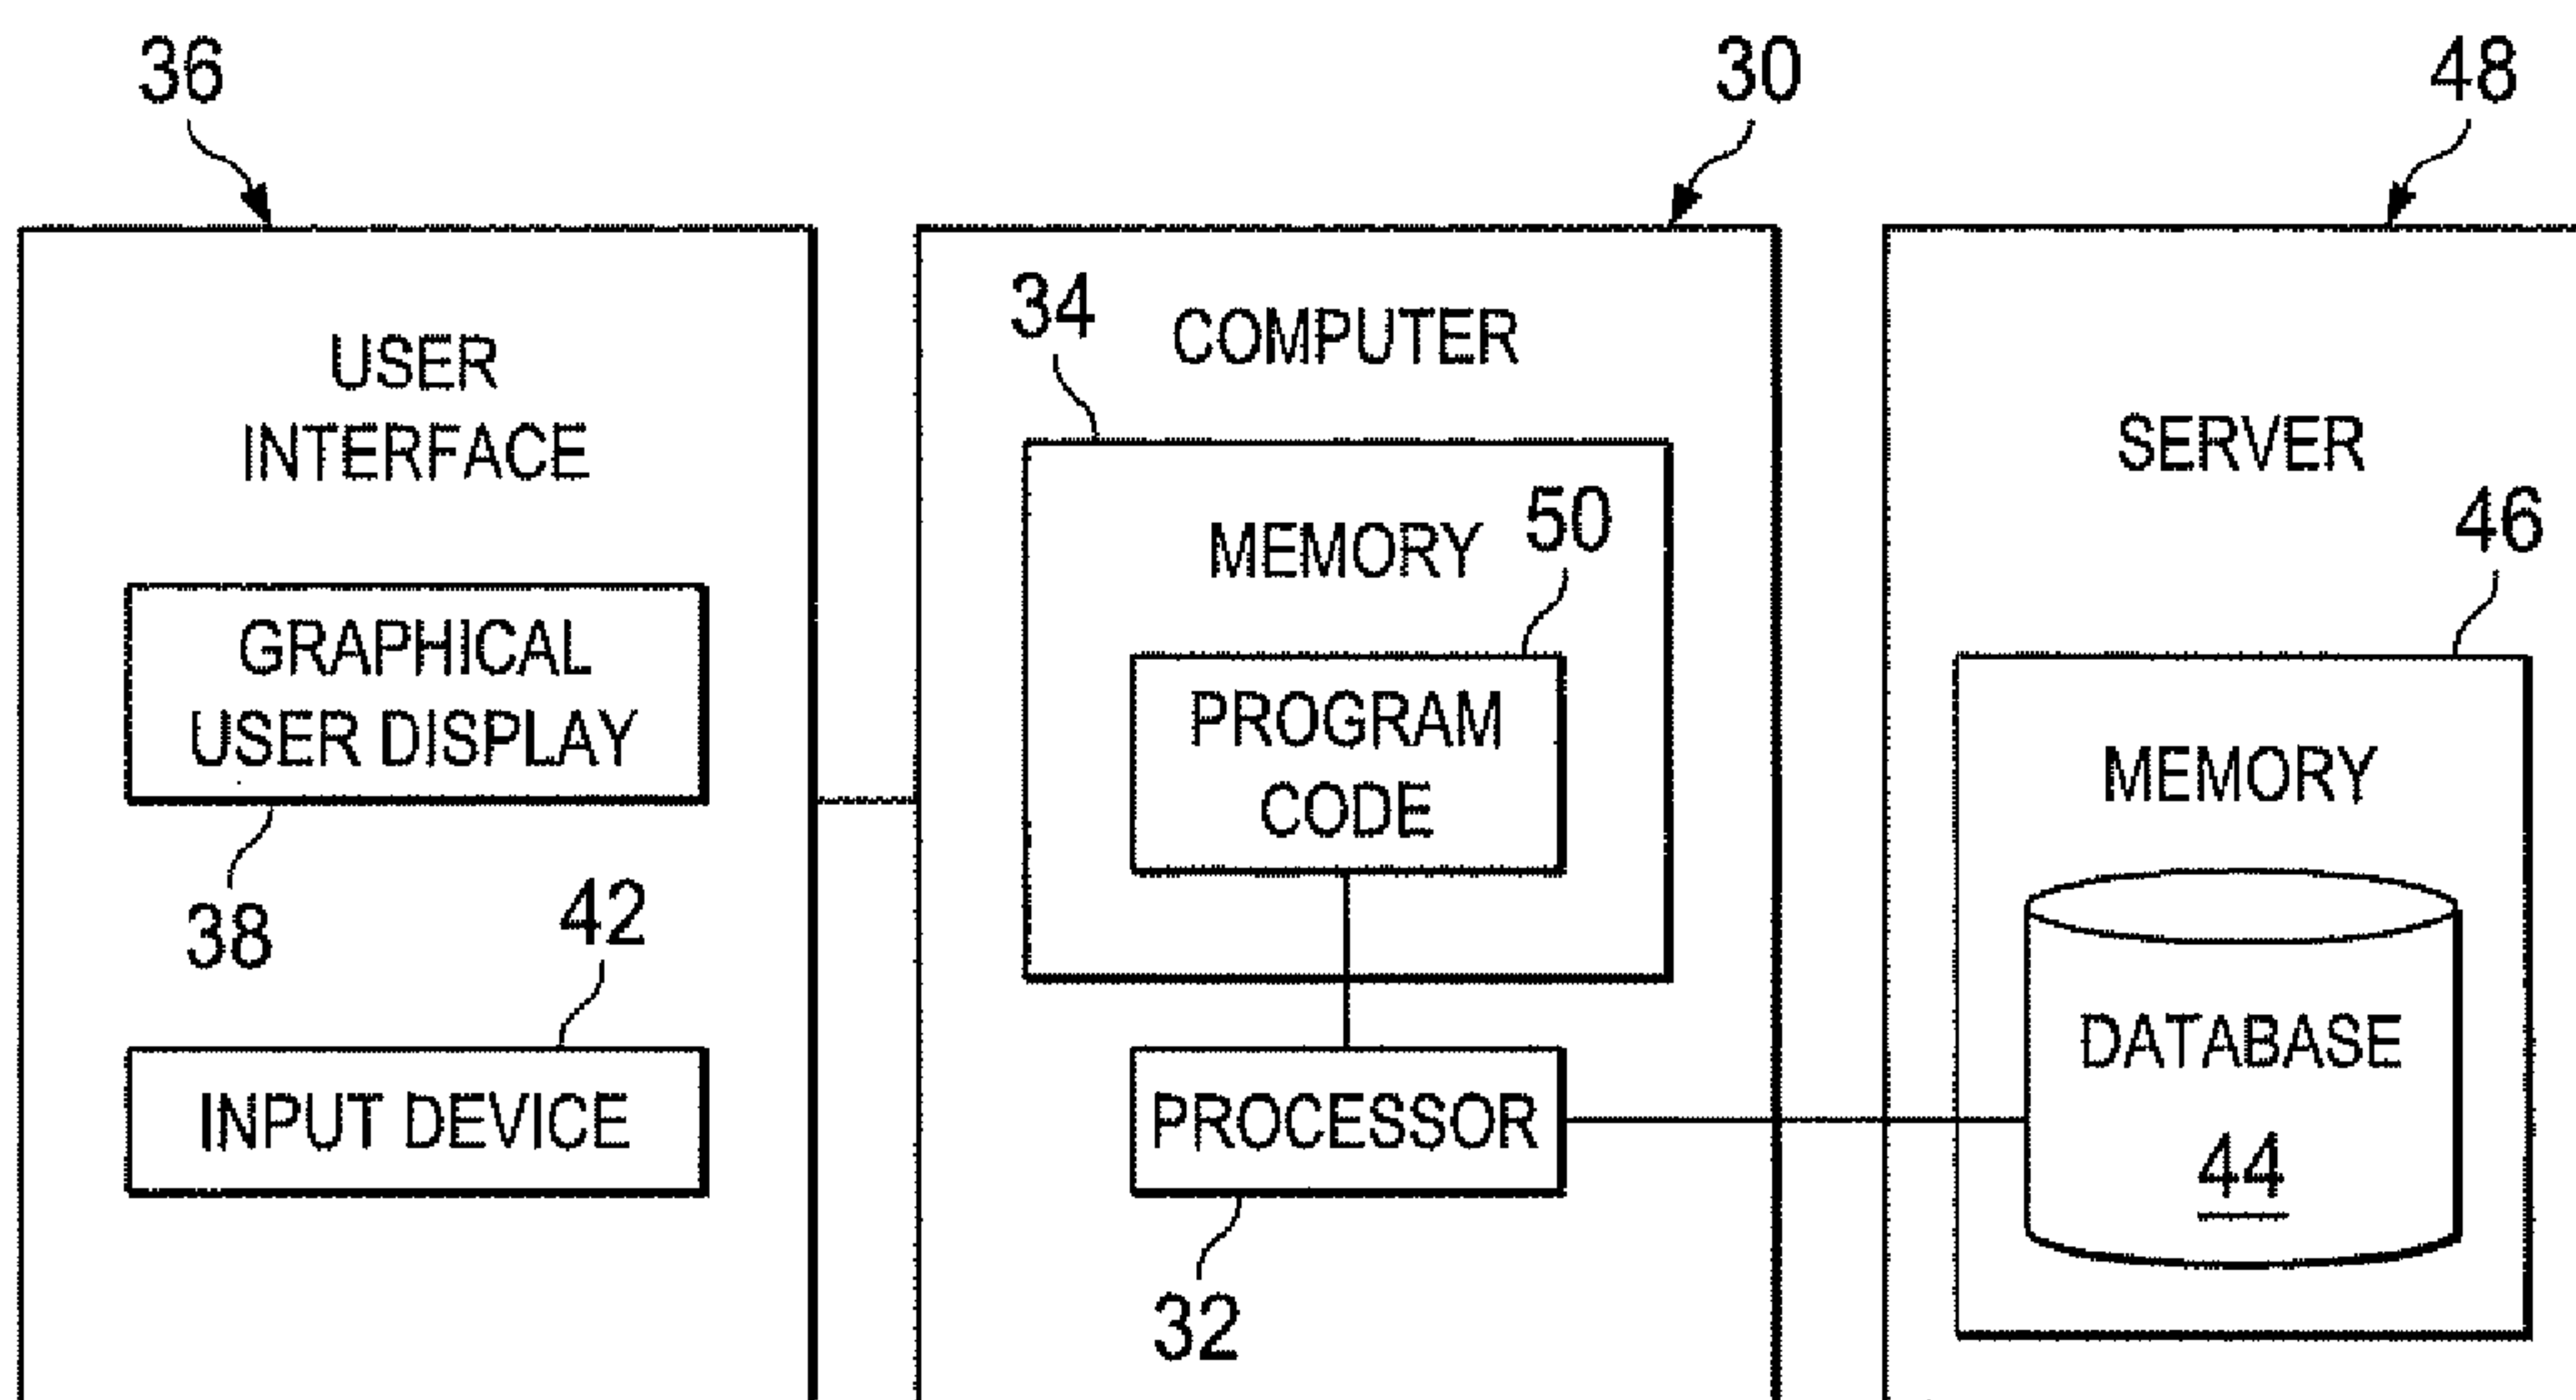 36
30
48
USER
INTERFACE
GRAPHICAL
USER DISPLAY
38
42
INPUT DEVICE
34
COMPUTER
MEMORY
50
PROGRAM
CODE
PROCESSOR
32
SERVER
46
MEMORY
DATABASE
44